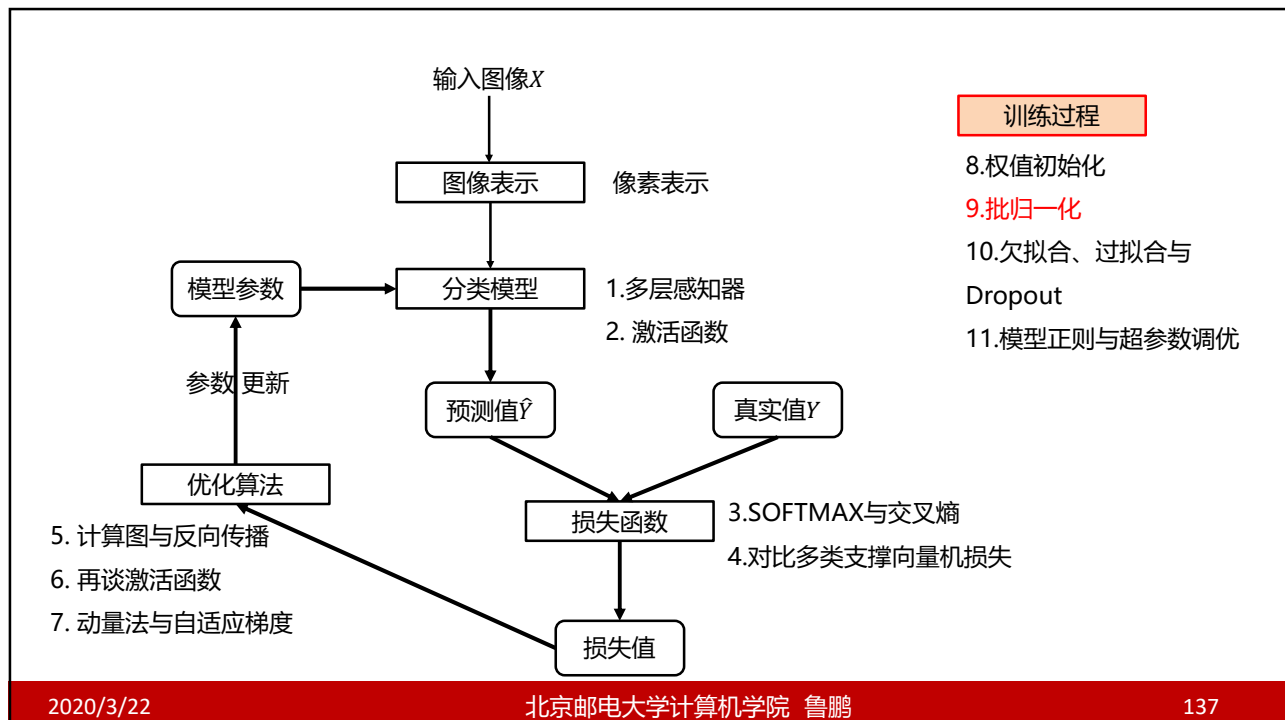 输入图像X
图像表示
像素表示
模型参数
分类模型
1.多层感知器
2. 激活函数
参数 更新
预测值Ŷ
真实值Y
优化算法
5. 计算图与反向传播
6. 再谈激活函数
7. 动量法与自适应梯度
损失函数
3.SOFTMAX与交叉熵
4.对比多类支撑向量机损失
损失值
训练过程
8.权值初始化
9.批归一化
10.欠拟合、过拟合与
Dropout
11.模型正则与超参数调优
2020/3/22
北京邮电大学计算机学院 鲁鹏
137